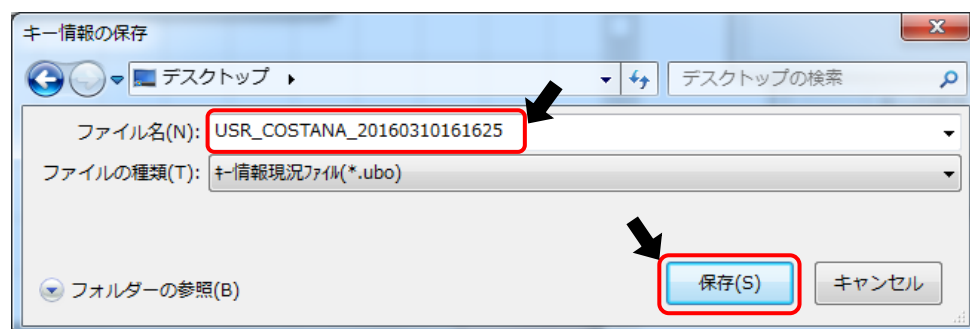 キー情報の保存
デスクトップ
デスクトップの検索
ファイル名(N): USR_COSTANA_20160310161625
ファイルの種類(T): ｷｰ情報現況ﾌｧｲﾙ(*.ubo)
フォルダーの参照(B)
保存(S)
キャンセル